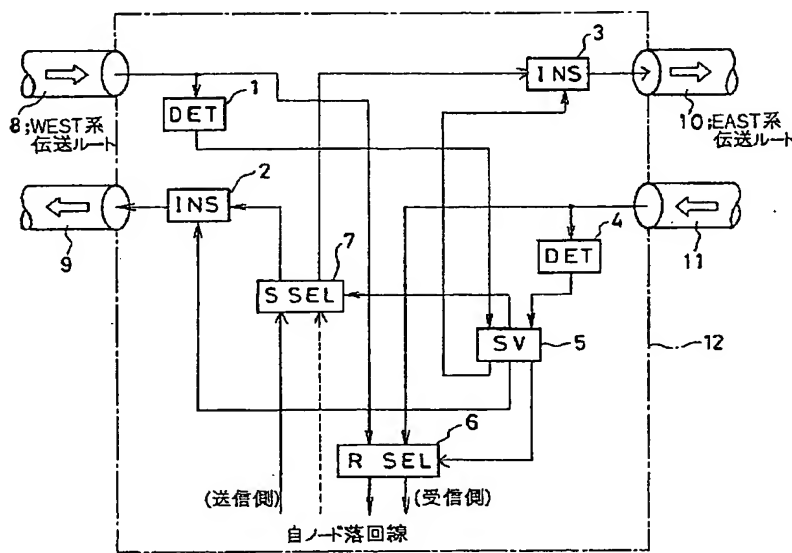 3
INS
1
DET
8;WEST系
伝送ルート
10;EAST系
伝送ルート
2
INS
4
DET
9
7
S SEL
11
SV
5
12
6
R SEL
(送信側)
(受信側)
自ノード落回線